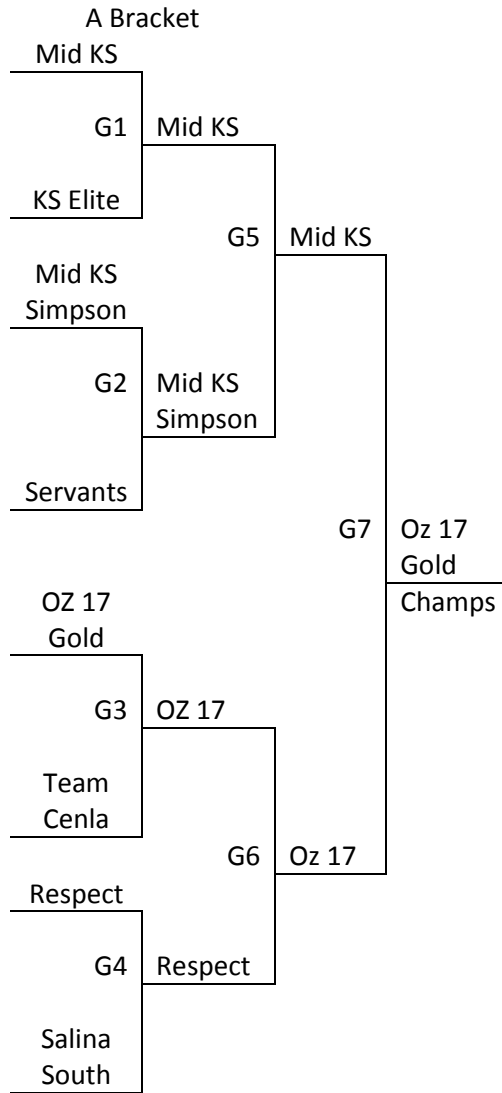 A Bracket
Mid KS
G1 Mid KS
KS Elite
G5 Mid KS
Mid KS
Simpson
G2 Mid KS
Simpson
Servants
G7 Oz 17
Gold
Champs
OZ 17
Gold
G3 OZ 17
Team
Cenla
G6 Oz 17
Respect
G4 Respect
Salina
South